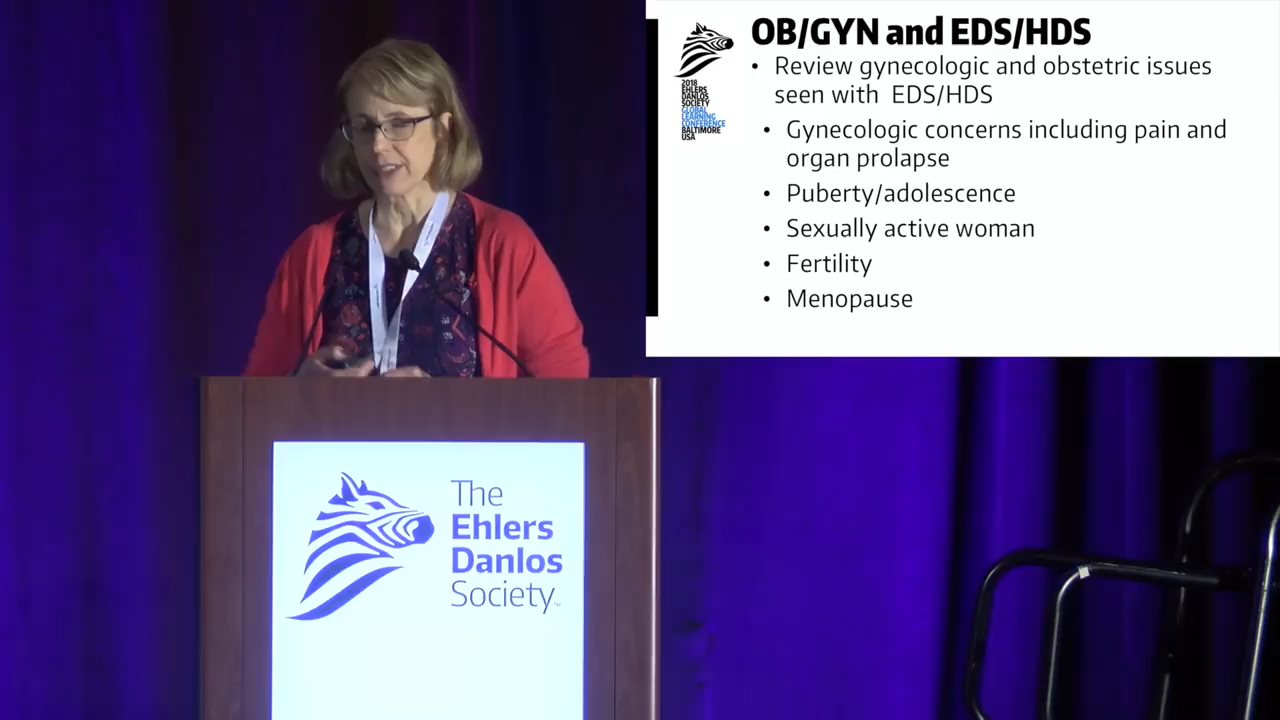 OB/GYN and EDS/HDS
• Review gynecologic and obstetric issues
seen with EDS/HDS
• Gynecologic concerns including pain and
organ prolapse
• Puberty/adolescence
• Sexually active woman
• Fertility
• Menopause
2018
EHLERS
DANLOS
SOCIETY
GLOBAL
LEARNING
CONFERENCE
BALTIMORE
USA
The
Ehlers
Danlos
Society™